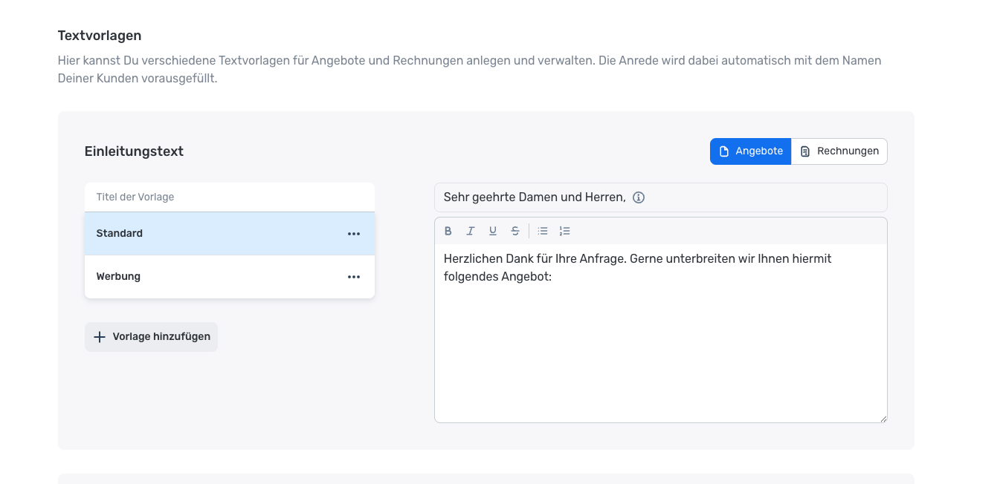 Textvorlagen
Hier kannst Du verschiedene Textvorlagen für Angebote und Rechnungen anlegen und verwalten. Die Anrede wird dabei automatisch mit dem Namen
Deiner Kunden vorausgefüllt.
Einleitungstext
Angebote
Rechnungen
Titel der Vorlage
Standard
Werbung
Vorlage hinzufügen
Sehr geehrte Damen und Herren,
Herzlichen Dank für Ihre Anfrage. Gerne unterbreiten wir Ihnen hiermit
folgendes Angebot: